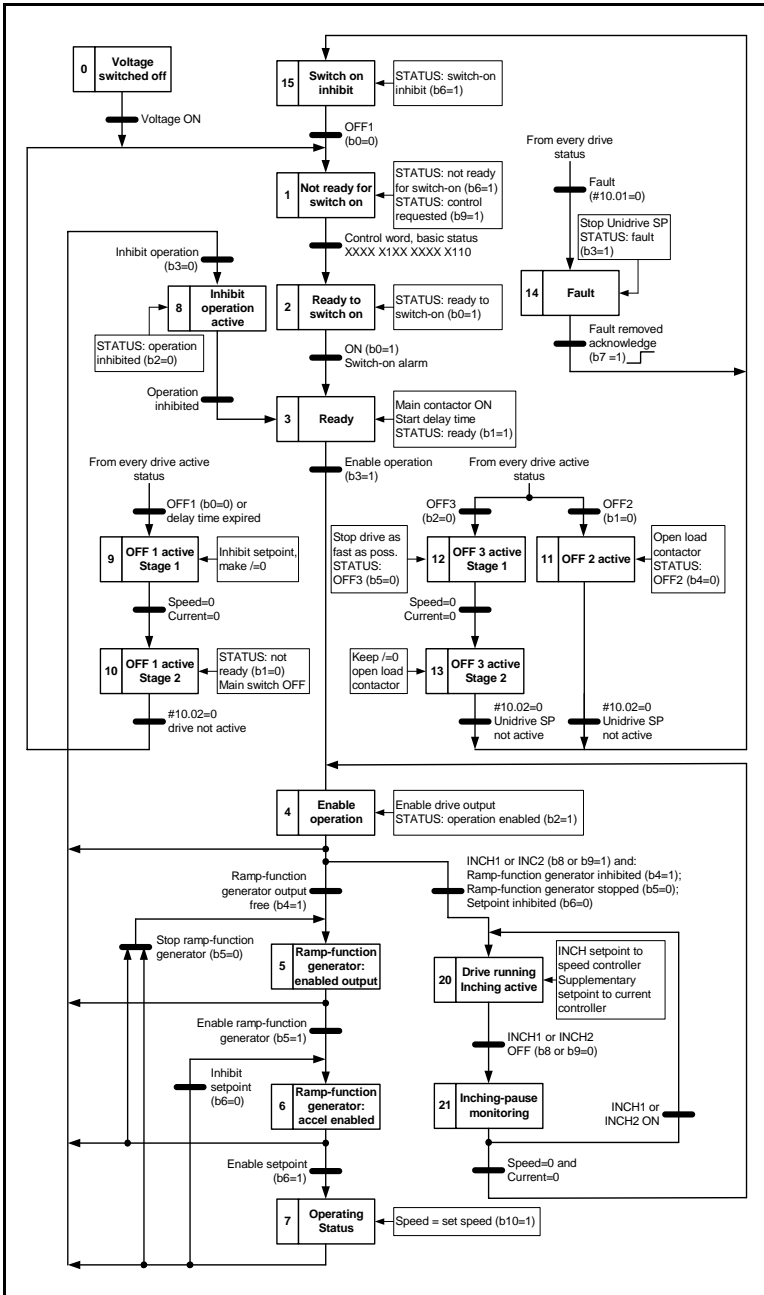 0
Voltage
switched off
Voltage ON
15
Switch on
inhibit
STATUS: switch-on
inhibit (b6=1)
OFF1
(b0=0)
1
Not ready for
switch on
STATUS: not ready
for switch-on (b6=1)
STATUS: control
requested (b9=1)
From every drive
status
Fault
(#10.01=0)
Stop Unidrive SP
STATUS: fault
(b3=1)
14
Fault
Fault removed
acknowledge
(b7 =1)
Control word, basic status
XXXX X1XX XXXX X110
Inhibit operation
(b3=0)
8
Inhibit
operation
active
STATUS: operation
inhibited (b2=0)
Operation
inhibited
2
Ready to
switch on
STATUS: ready to
switch-on (b0=1)
ON (b0=1)
Switch-on alarm
3
Ready
Main contactor ON
Start delay time
STATUS: ready (b1=1)
Enable operation
(b3=1)
From every drive active
status
OFF1 (b0=0) or
delay time expired
9
OFF 1 active
Stage 1
Inhibit setpoint,
make /=0
Speed=0
Current=0
10
OFF 1 active
Stage 2
STATUS: not
ready (b1=0)
Main switch OFF
#10.02=0
drive not active
From every drive active
status
OFF3
(b2=0)
OFF2
(b1=0)
Stop drive as
fast as poss.
STATUS:
OFF3 (b5=0)
12
OFF 3 active
Stage 1
11
OFF 2 active
Open load
contactor
STATUS:
OFF2 (b4=0)
Speed=0
Current=0
Keep /=0
open load
contactor
13
OFF 3 active
Stage 2
#10.02=0
Unidrive SP
not active
#10.02=0
Unidrive SP
not active
4
Enable
operation
Enable drive output
STATUS: operation enabled (b2=1)
Ramp-function
generator output
free (b4=1)
INCH1 or INC2 (b8 or b9=1) and:
Ramp-function generator inhibited (b4=1);
Ramp-function generator stopped (b5=0);
Setpoint inhibited (b6=0)
Stop ramp-function
generator (b5=0)
5
Ramp-function
generator:
enabled output
20
Drive running
Inching active
INCH setpoint to
speed controller
Supplementary
setpoint to current
controller
Enable ramp-function
generator (b5=1)
INCH1 or INCH2
OFF (b8 or b9=0)
Inhibit
setpoint
(b6=0)
6
Ramp-function
generator:
accel enabled
21
Inching-pause
monitoring
INCH1 or
INCH2 ON
Enable setpoint
(b6=1)
Speed=0 and
Current=0
7
Operating
Status
Speed = set speed (b10=1)